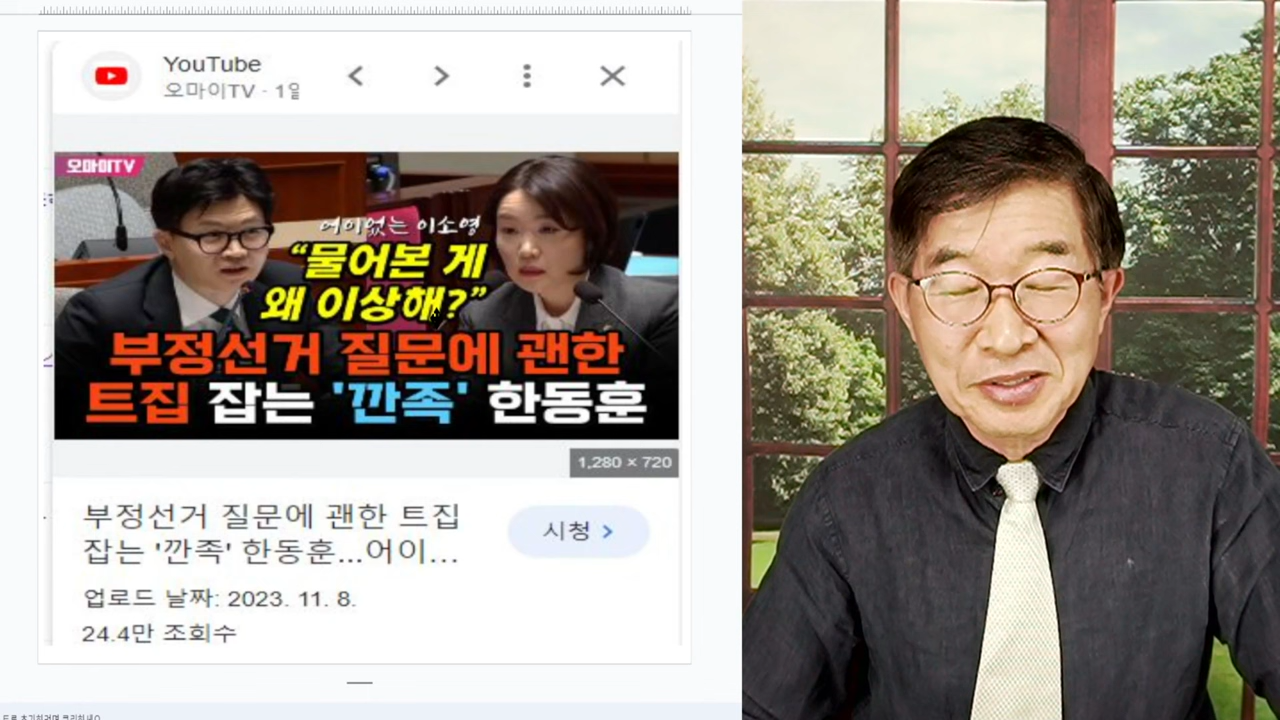 YouTube
오마이TV · 1일
오마이TV
어이없는 이소영
“물어본 게
왜 이상해?”
부정선거 질문에 괜한
트집 잡는 '깐족' 한동훈
1,280 × 720
부정선거 질문에 괜한 트집
잡는 '깐족' 한동훈...어이...
시청
업로드 날짜: 2023. 11. 8.
24.4만 조회수